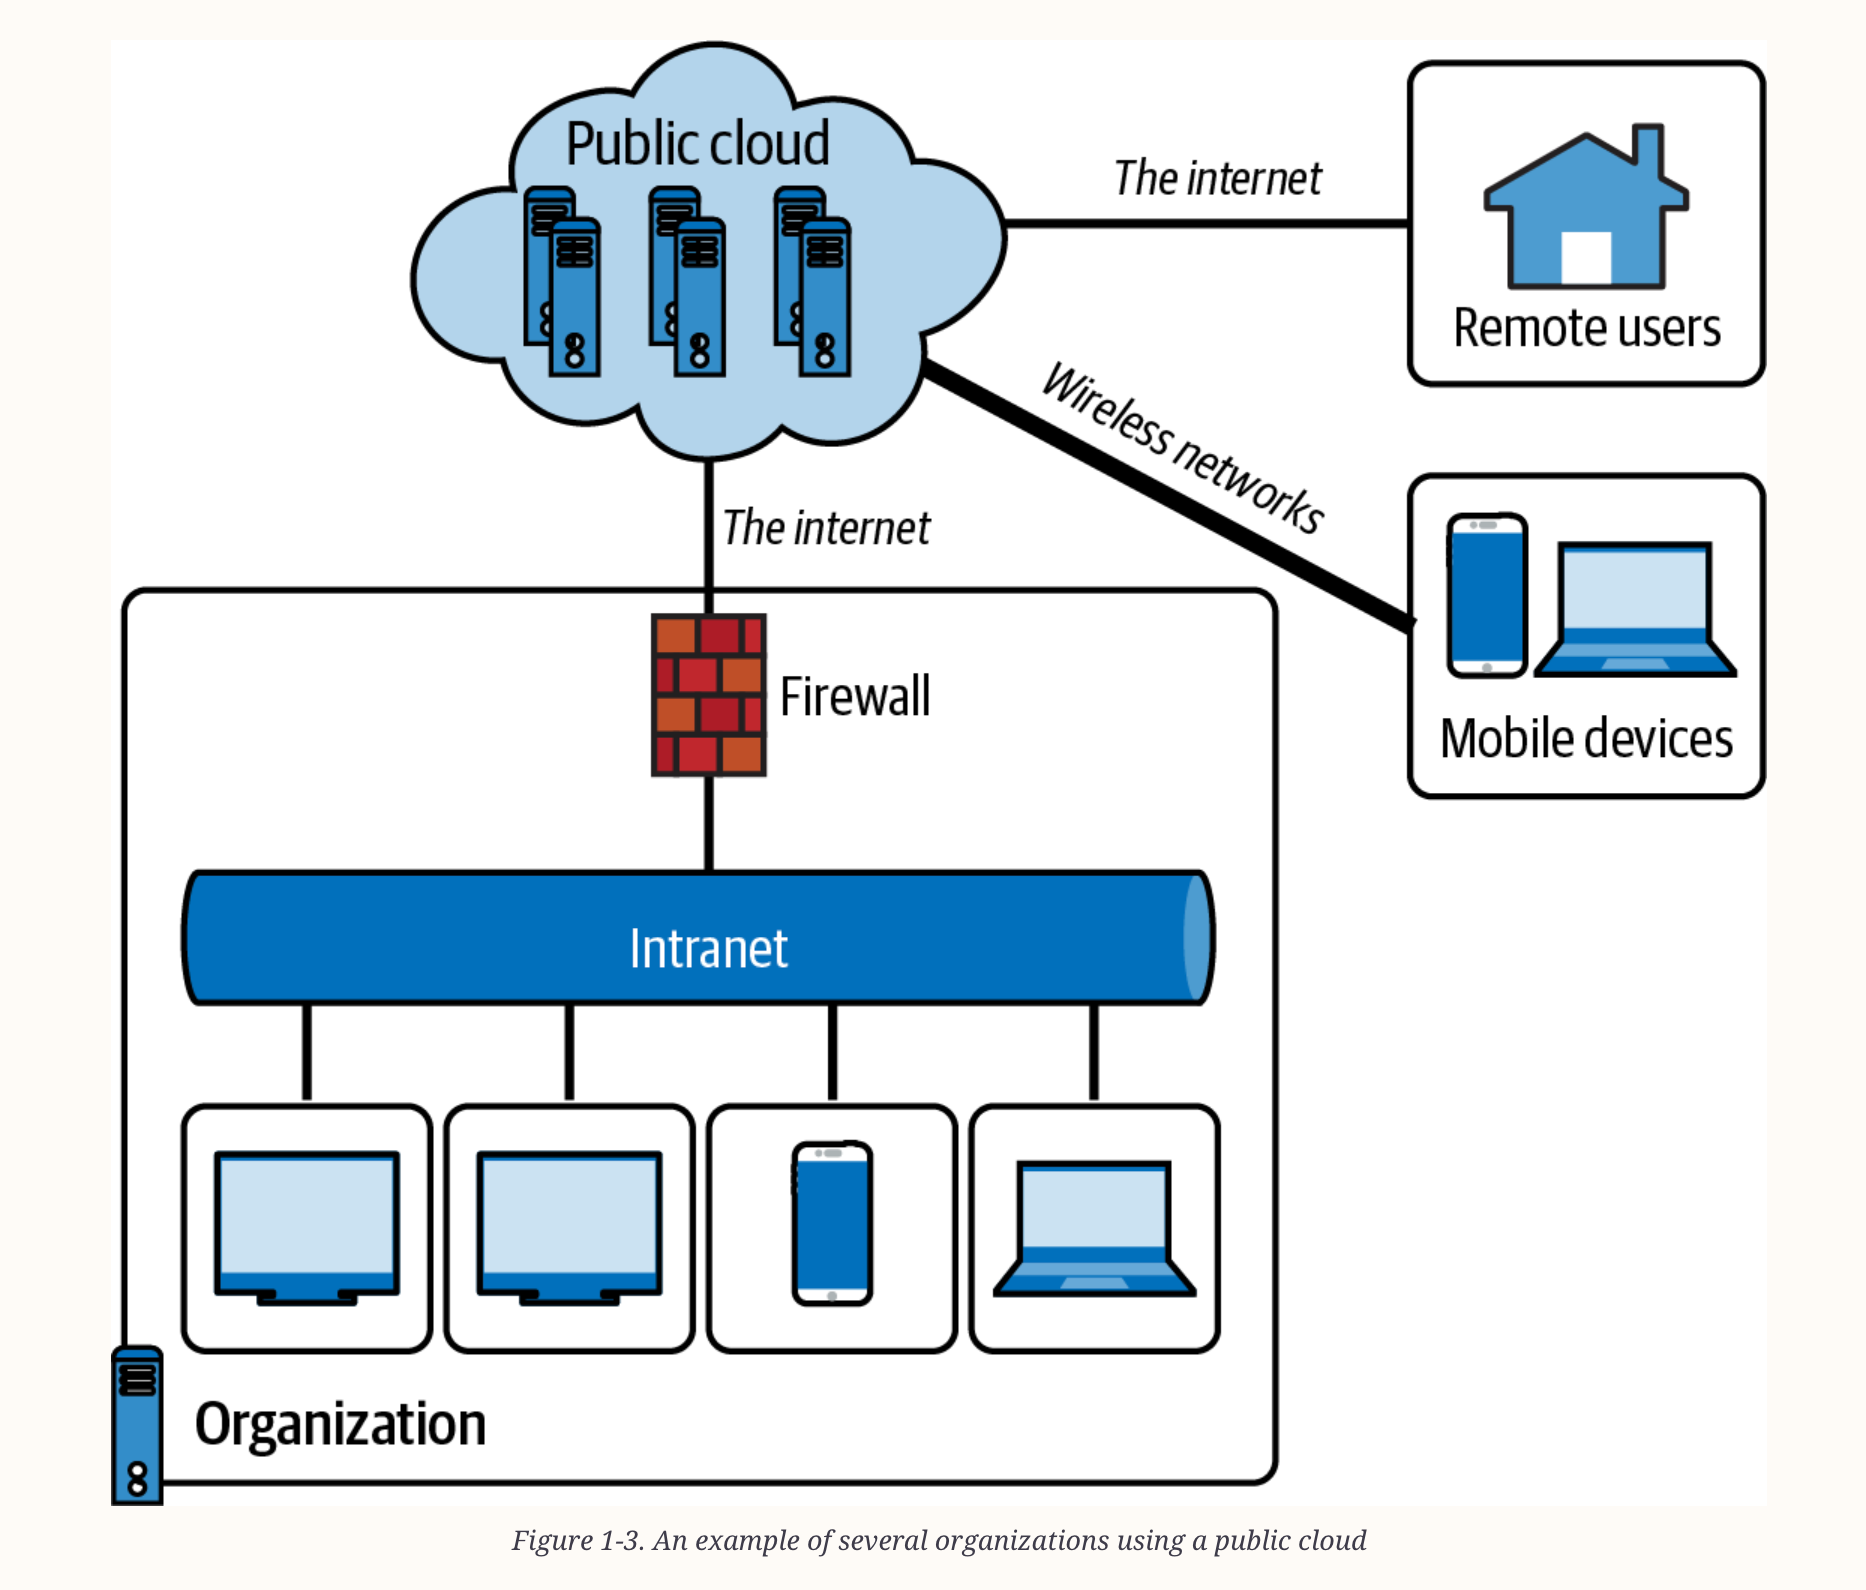 Public cloud
The internet
Remote users
Wireless networks
The internet
Mobile devices
Firewall
Intranet
Organization
Figure 1-3. An example of several organizations using a public cloud